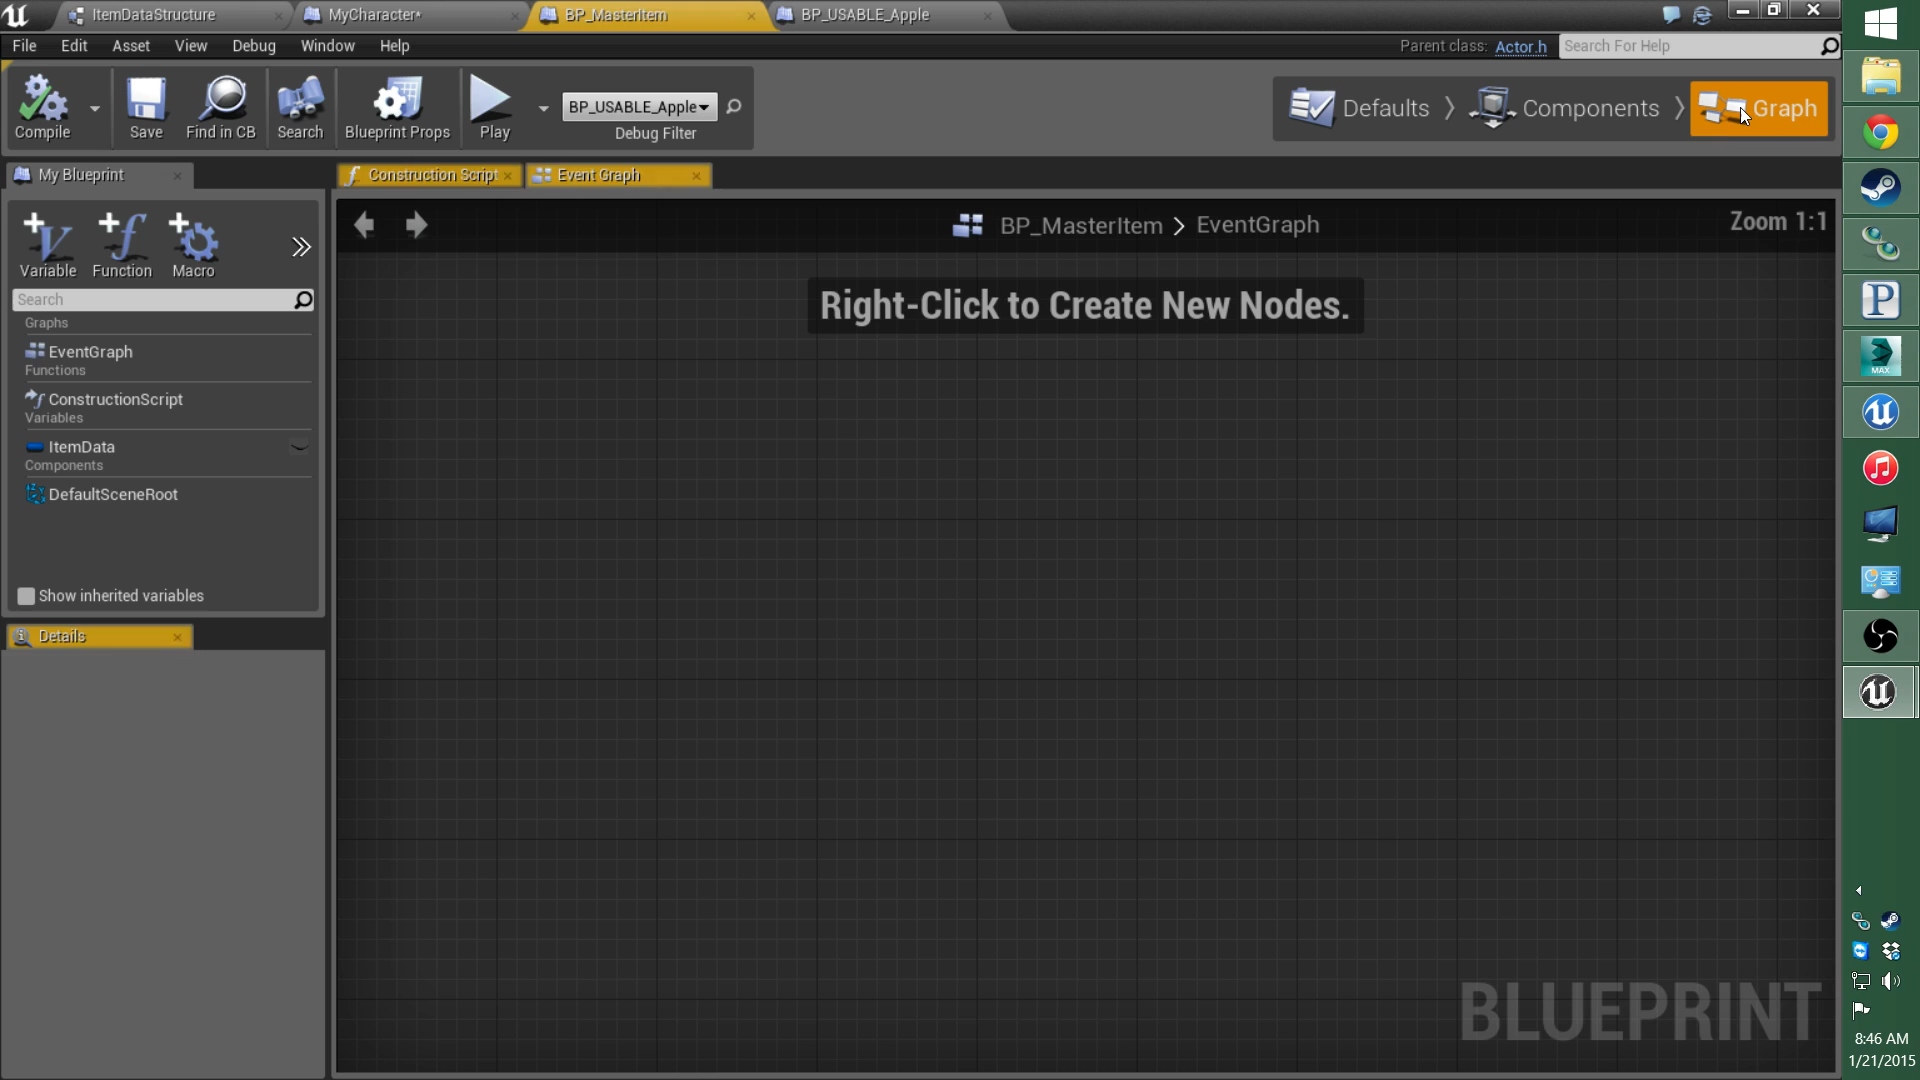 ItemDataStructure
MyCharacter*
BP_MasterItem
BP_USABLE_Apple
File
Edit
Asset
View
Debug
Window
Help
Parent class:
Actor.h
Search For Help
Compile
Save
Find in CB
Search
Blueprint Props
Play
BP_USABLE_Apple
Debug Filter
Defaults
Components
Graph
My Blueprint
Construction Script
Event Graph
Variable
Function
Macro
Search
Graphs
EventGraph
Functions
ConstructionScript
Variables
ItemData
Components
DefaultSceneRoot
Show inherited variables
Details
BP_MasterItem > EventGraph
Zoom 1:1
Right-Click to Create New Nodes.
BLUEPRINT
MAX
8:46 AM
1/21/2015